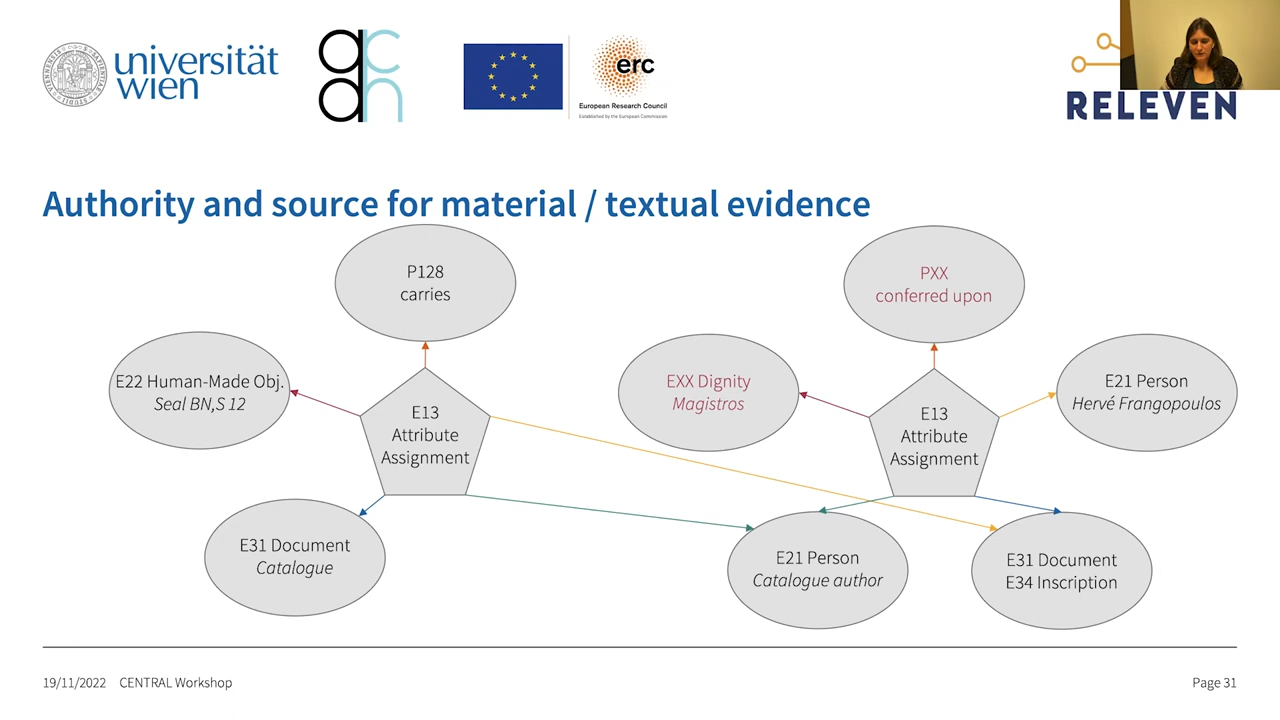 universität
wien
ac
dh
erc
European Research Council
Established by the European Commission
RELEVEN
Authority and source for material / textual evidence
P128
carries
PXX
conferred upon
E22 Human-Made Obj.
Seal BN,S 12
EXX Dignity
Magistros
E21 Person
Hervé Frangopoulos
E13
Attribute
Assignment
E13
Attribute
Assignment
E31 Document
Catalogue
E21 Person
Catalogue author
E31 Document
E34 Inscription
19/11/2022 CENTRAL Workshop
Page 31